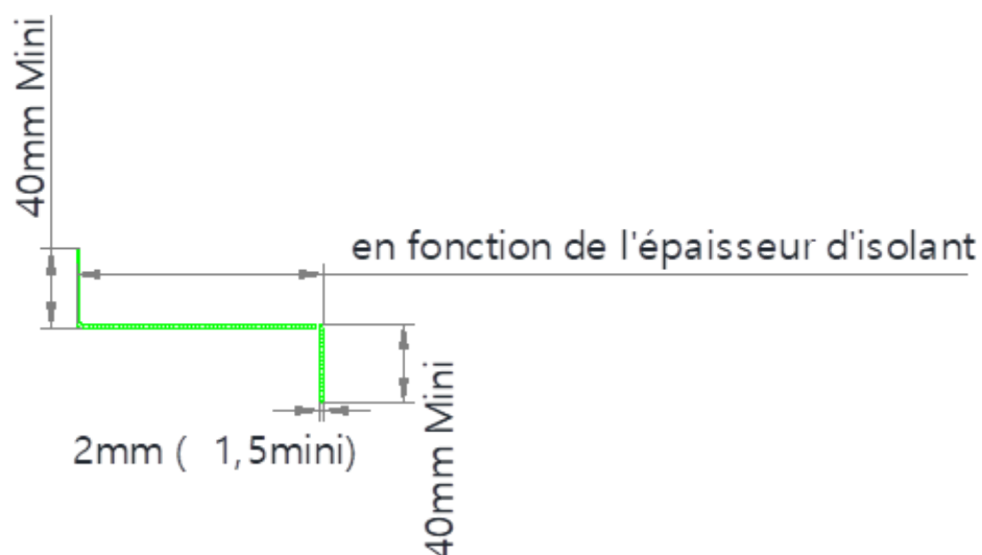 40mm Mini
en fonction de l'épaisseur d'isolant
2mm ( 1,5mini)
40mm Mini